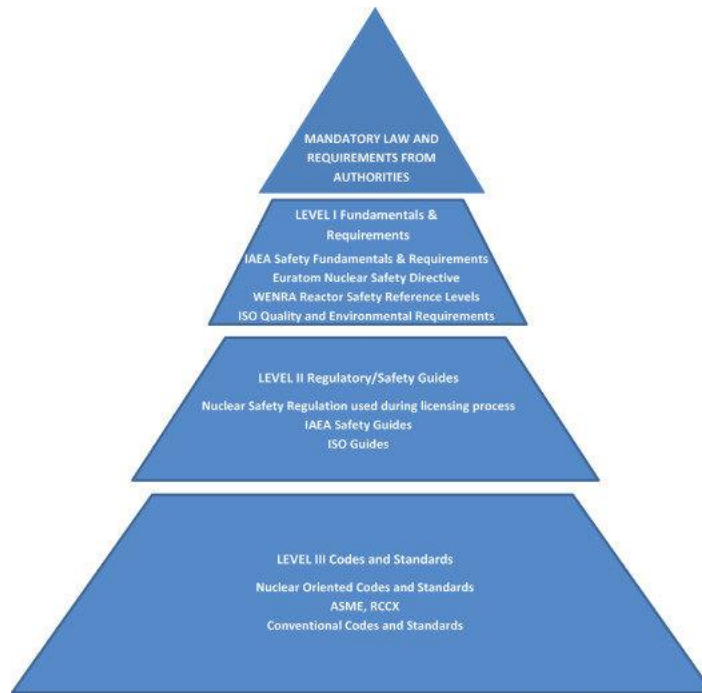 MANDATORY LAW AND
REQUIREMENTS FROM
AUTHORITIES
LEVEL I Fundamentals &
Requirements
IAEA Safety Fundamentals & Requirements
Euratom Nuclear Safety Directive
WENRA Reactor Safety Reference Levels
ISO Quality and Environmental Requirements
LEVEL II Regulatory/Safety Guides
Nuclear Safety Regulation used during licensing process
IAEA Safety Guides
ISO Guides
LEVEL III Codes and Standards
Nuclear Oriented Codes and Standards
ASME, RCCX
Conventional Codes and Standards